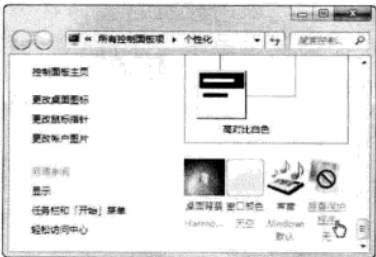 « 所有控制面板项 ▸ 个性化
搜索控制...
控制面板主页
更改桌面图标
更改鼠标指针
更改帐户图片
高对比白色
另请参阅
显示
任务栏和「开始」菜单
轻松访问中心
桌面背景 窗口颜色 声音 屏幕保护程序
Harmo... 天空 Windows 默认 无